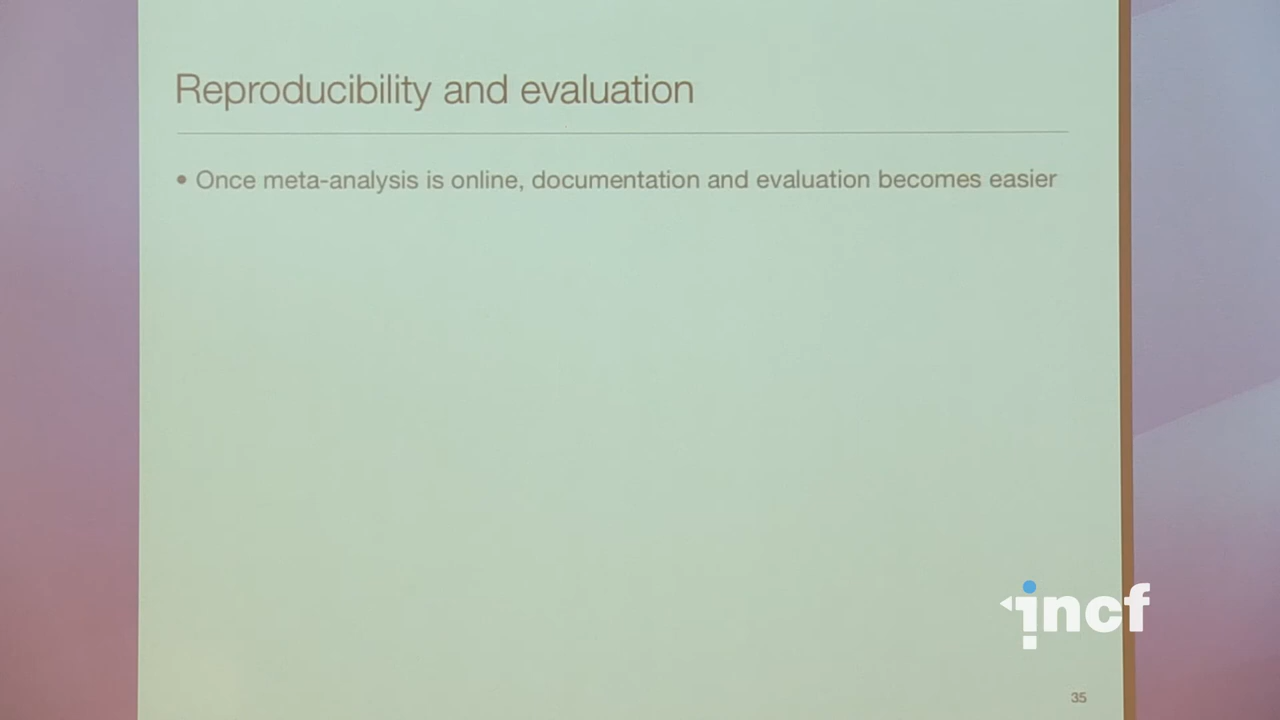 Reproducibility and evaluation
• Once meta-analysis is online, documentation and evaluation becomes easier
incf
35